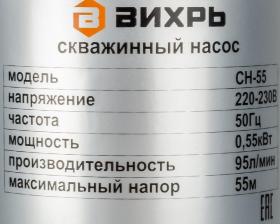 ВИХРЬ
скважинный насос
модель СН-55
напряжение 220-230В
частота 50Гц
мощность 0,55кВт
производительность 95л/мин
максимальный напор 55м
EAC